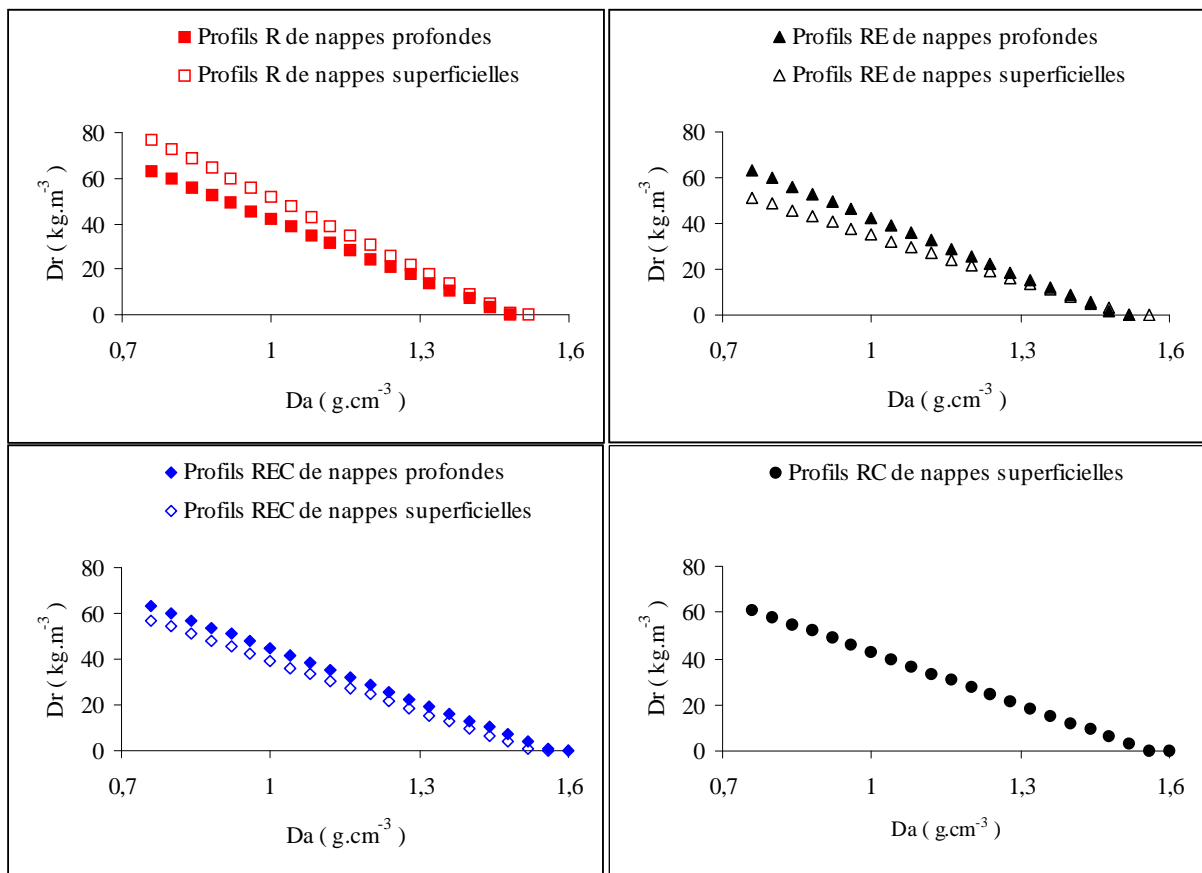 Profils R de nappes profondes
Profils R de nappes superficielles
80
60
40
20
0
0,7
1
1,3
1,6
Dr ( kg.m-3)
Da ( g.cm-3 )
Profils RE de nappes profondes
Profils RE de nappes superficielles
80
60
40
20
0
0,7
1
1,3
1,6
Dr ( kg.m-3)
Da ( g.cm-3 )
Profils REC de nappes profondes
Profils REC de nappes superficielles
80
60
40
20
0
0,7
1
1,3
1,6
Dr ( kg.m-3)
Da ( g.cm-3 )
Profils RC de nappes superficielles
80
60
40
20
0
0,7
1
1,3
1,6
Dr ( kg.m-3)
Da ( g.cm-3 )